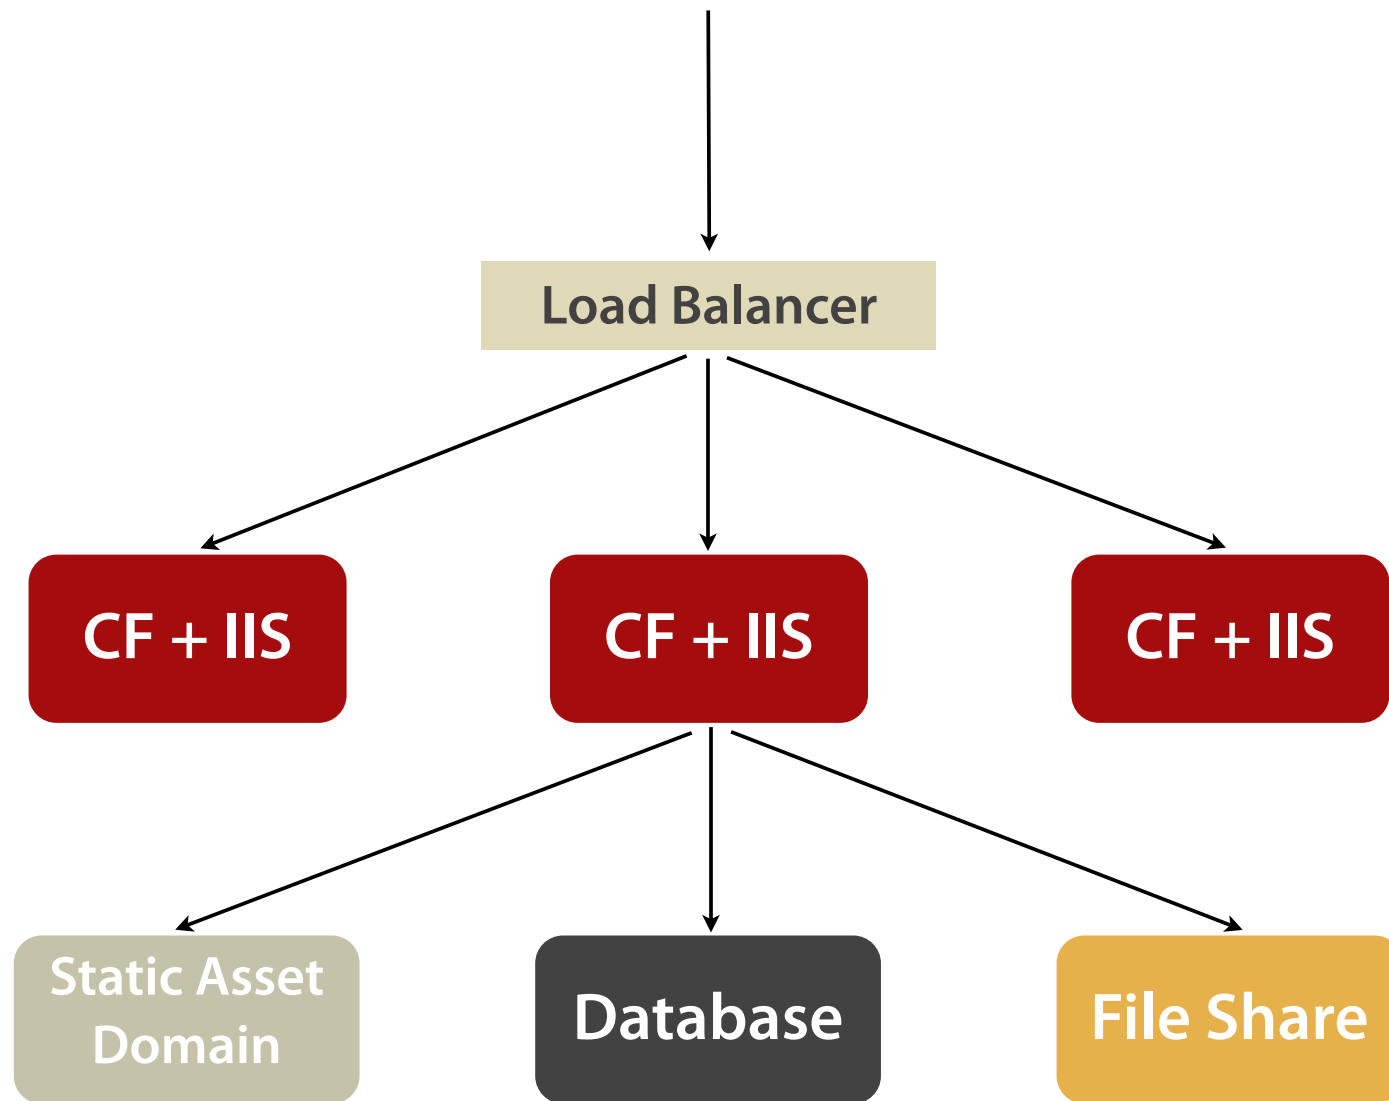 Load Balancer
CF + IIS
CF + IIS
CF + IIS
Static Asset
Domain
Database
File Share